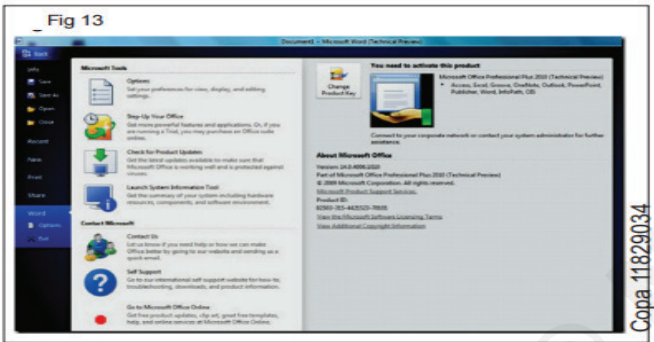 Fig 13
Document1 - Microsoft Word (Technical Preview)
Info
Save
Save As
Open
Close
Recent
New
Print
Share
Word
Options
Exit
Microsoft Tools
Options
Set your preferences for view, display, and editing
settings.
Step-Up Your Office
Get more powerful features and applications. Or, if you
are running a Trial, you may purchase an Office suite
online.
Check for Product Updates
Get the latest updates available to make sure that
Microsoft Office is working well and is protected against
viruses.
Launch System Information Tool
Get the summary of your system including hardware
resources, components, and software environment.
Contact Microsoft
Contact Us
Let us know if you need help or how we can make
Office better by going to our website and sending us a
quick email.
Self Support
Go to our international self support website for how-to,
troubleshooting, downloads, and product information.
Go to Microsoft Office Online
Get free product updates, clip art, great free templates,
help, and online services at Microsoft Office Online.
Change
Product Key
You need to activate this product
Microsoft Office Professional Plus 2010 (Technical Preview)
• Access, Excel, Groove, OneNote, Outlook, PowerPoint,
Publisher, Word, InfoPath,
Connect to your corporate network or contact your system administrator for further
assistance.
About Microsoft Office
Version:
Part of Microsoft Office Professional Plus 2010 (Technical Preview)
© 2009 Microsoft Corporation. All rights reserved.
Microsoft Product Support Services.
Product ID:
View the Microsoft Software Licensing Terms
View Additional Copyright Information
Copa 11829034